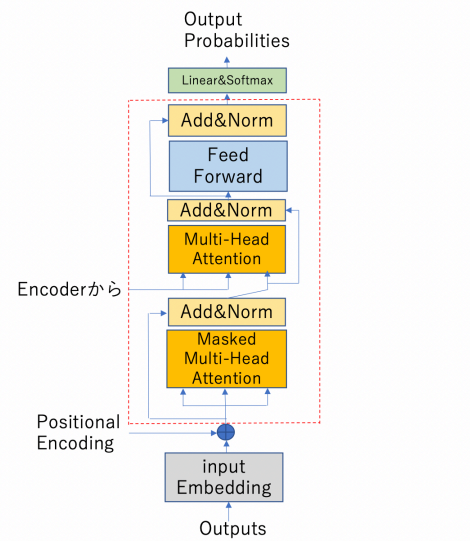 Output
Probabilities
Linear&Softmax
Add&Norm
Feed
Forward
Add&Norm
Multi-Head
Attention
Encoderから
Add&Norm
Masked
Multi-Head
Attention
Positional
Encoding
input
Embedding
Outputs